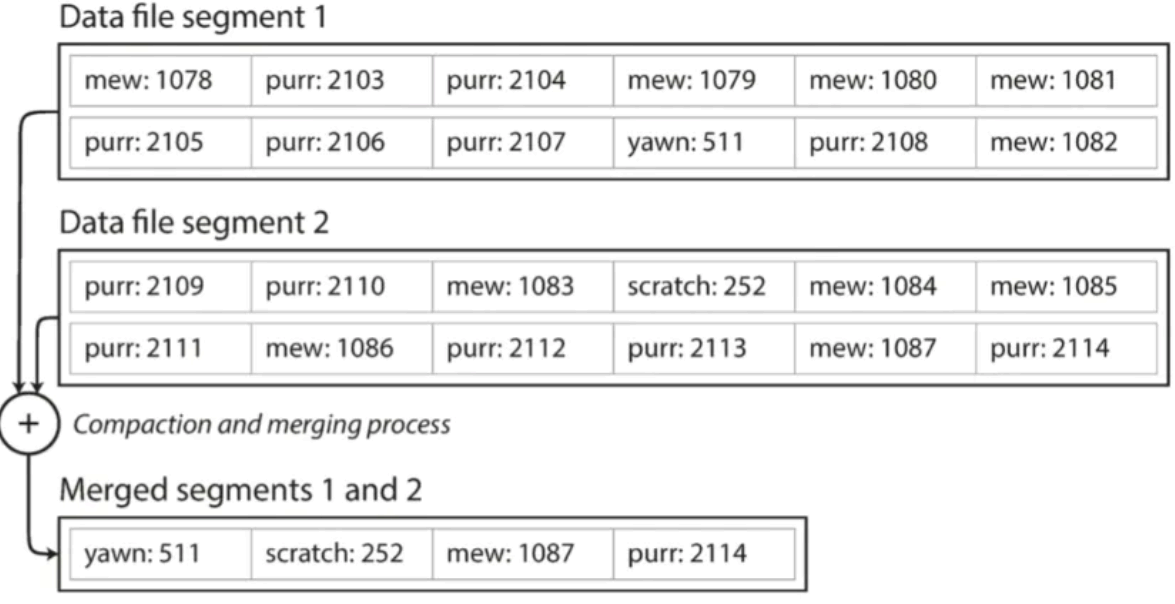 Data file segment 1
mew: 1078 purr: 2103 purr: 2104 mew: 1079 mew: 1080 mew: 1081
purr: 2105 purr: 2106 purr: 2107 yawn: 511 purr: 2108 mew: 1082
Data file segment 2
purr: 2109 purr: 2110 mew: 1083 scratch: 252 mew: 1084 mew: 1085
purr: 2111 mew: 1086 purr: 2112 purr: 2113 mew: 1087 purr: 2114
+ Compaction and merging process
Merged segments 1 and 2
yawn: 511 scratch: 252 mew: 1087 purr: 2114